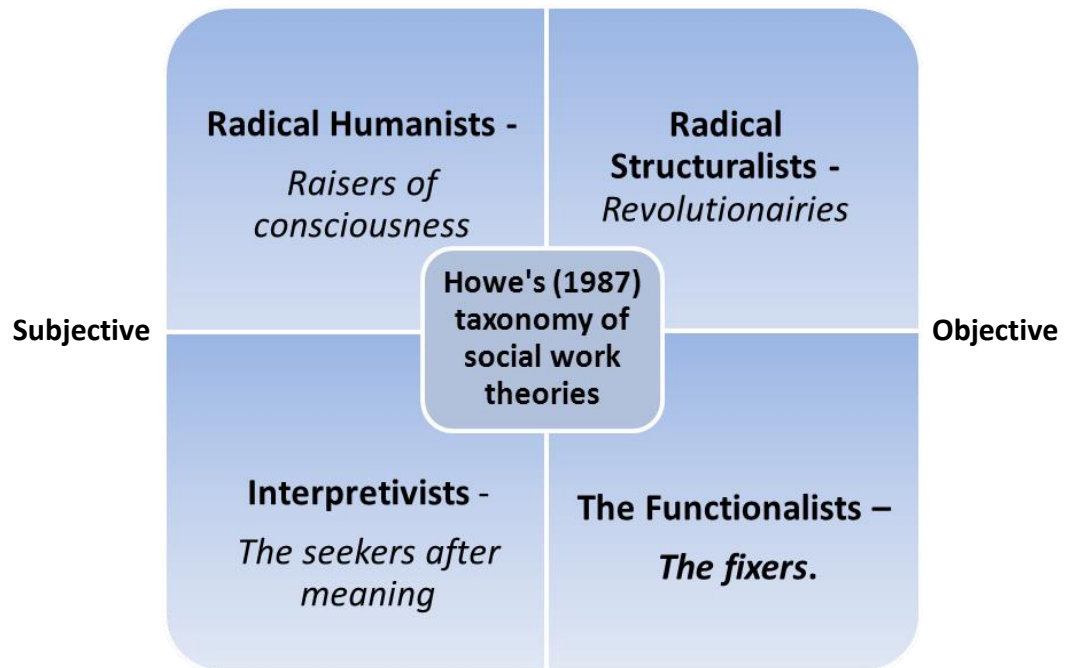 Radical Humanists -
Raisers of
consciousness
Radical
Structuralists -
Revolutionairies
Howe's (1987)
taxonomy of
social work
theories
Subjective
Objective
Interpretivists -
The seekers after
meaning
The Functionalists –
The fixers.